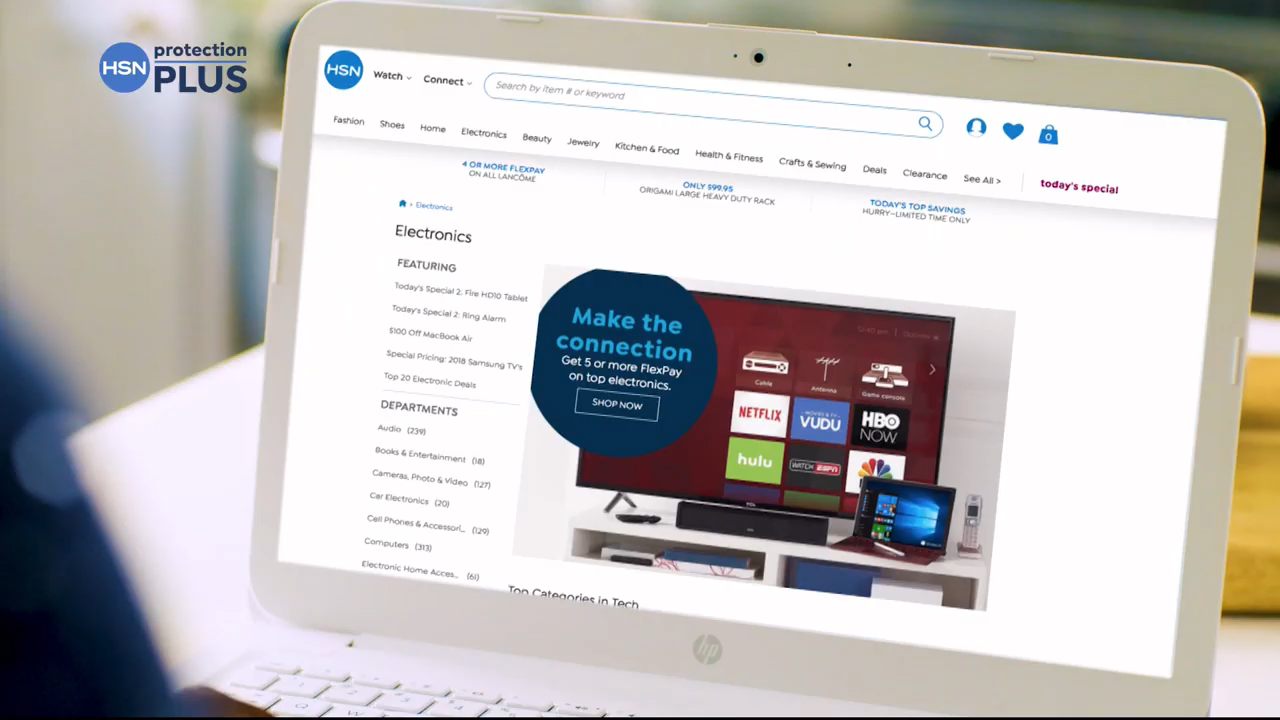 HSN protection PLUS
HSN
Watch
Connect
Search by item # or keyword
0
Fashion Shoes Home Electronics Beauty Jewelry Kitchen & Food Health & Fitness Crafts & Sewing Deals Clearance See All > today's special
4 OR MORE FLEXPAY
ON ALL LANCÔME
ONLY $99.95
ORIGAMI LARGE HEAVY DUTY RACK
TODAY'S TOP SAVINGS
HURRY–LIMITED TIME ONLY
Electronics
Electronics
FEATURING
Today's Special 2: Fire HD10 Tablet
Today's Special 2: Ring Alarm
$100 Off MacBook Air
Special Pricing: 2018 Samsung TV's
Top 20 Electronic Deals
DEPARTMENTS
Audio (239)
Books & Entertainment (18)
Cameras, Photo & Video (127)
Car Electronics (20)
Cell Phones & Accessori... (129)
Computers (313)
Electronic Home Acces... (61)
Make the
connection
Get 5 or more FlexPay
on top electronics.
SHOP NOW
Cable
Antenna
Game console
NETFLIX
MOVIES & TV
VUDU
HBO
NOW
hulu
WATCH ESPN
TCL
Top Categories in Tech
hp